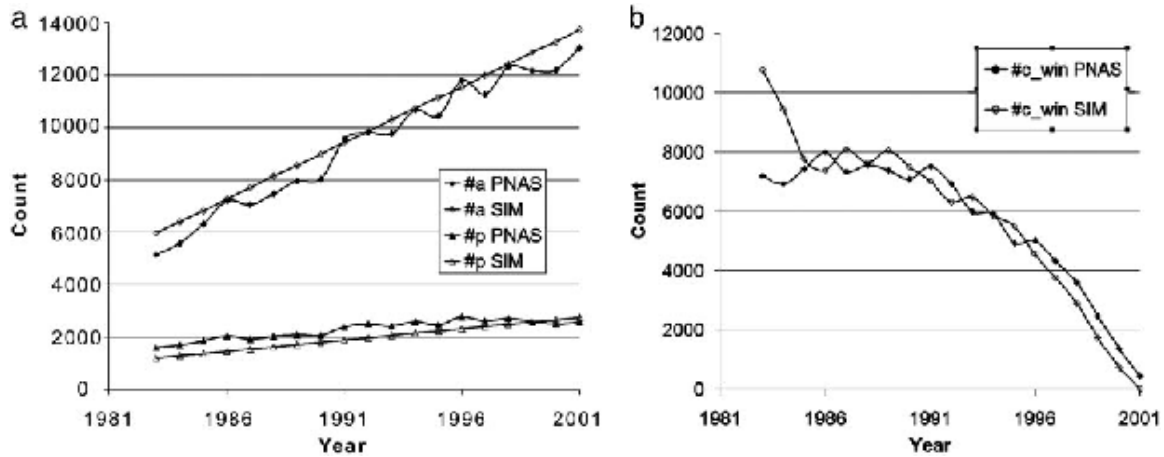 a
14000
12000
10000
8000
6000
4000
2000
0
Count
1981
1986
1991
1996
2001
Year
#a PNAS
#a SIM
#p PNAS
#p SIM
b
12000
10000
8000
6000
4000
2000
0
Count
1981
1986
1991
1996
2001
Year
#c_win PNAS
#c_win SIM